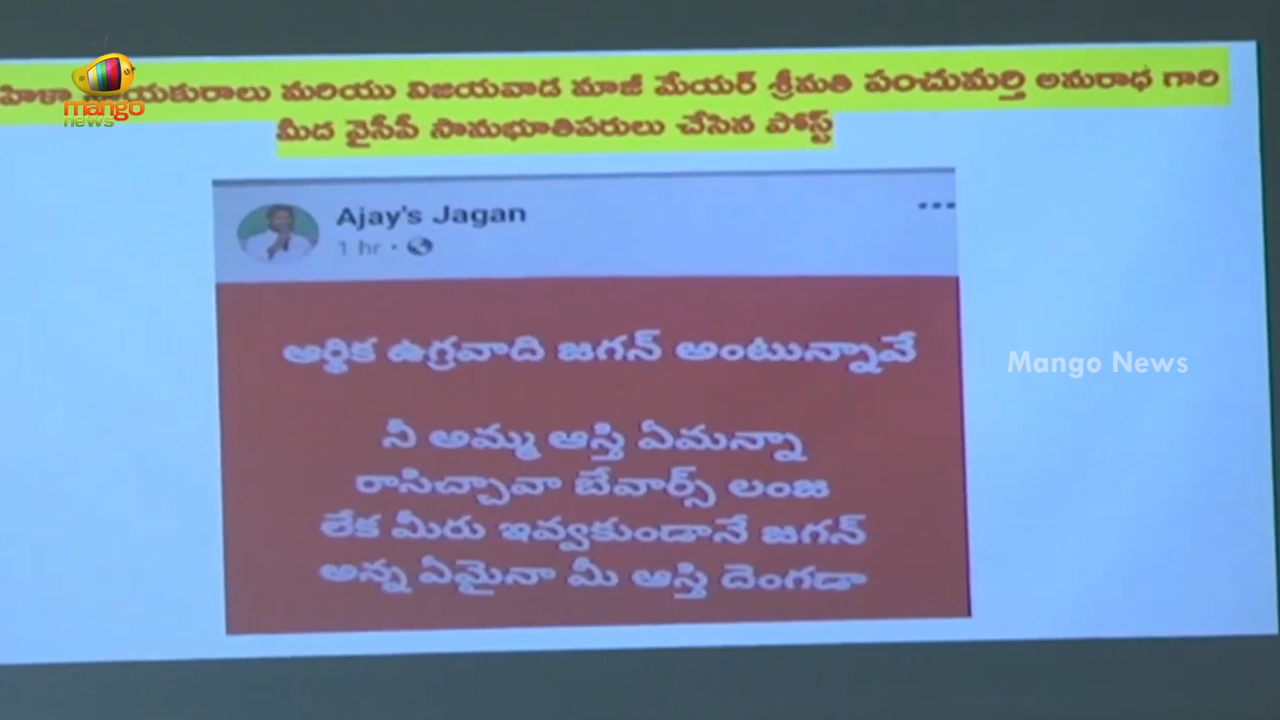 మరియు విజయవాడ మాజీ మేయర్ శ్రీమతి పంచుమర్తి అనురాధ గారి
మీద వైసీపీ సానుభూతిపరులు చేసిన పోస్ట్
mango
news
Ajay's Jagan
1 hr
ఆర్థిక ఉగ్రవాది జగన్ అంటున్నావే
నీ అమ్మ ఆస్తి ఏమన్నా
రాసిచ్చావా బేవార్స్ లంజ
లేక మీరు ఇవ్వకుండానే జగన్
అన్న ఏమైనా మీ ఆస్తి దెంగడా
Mango News